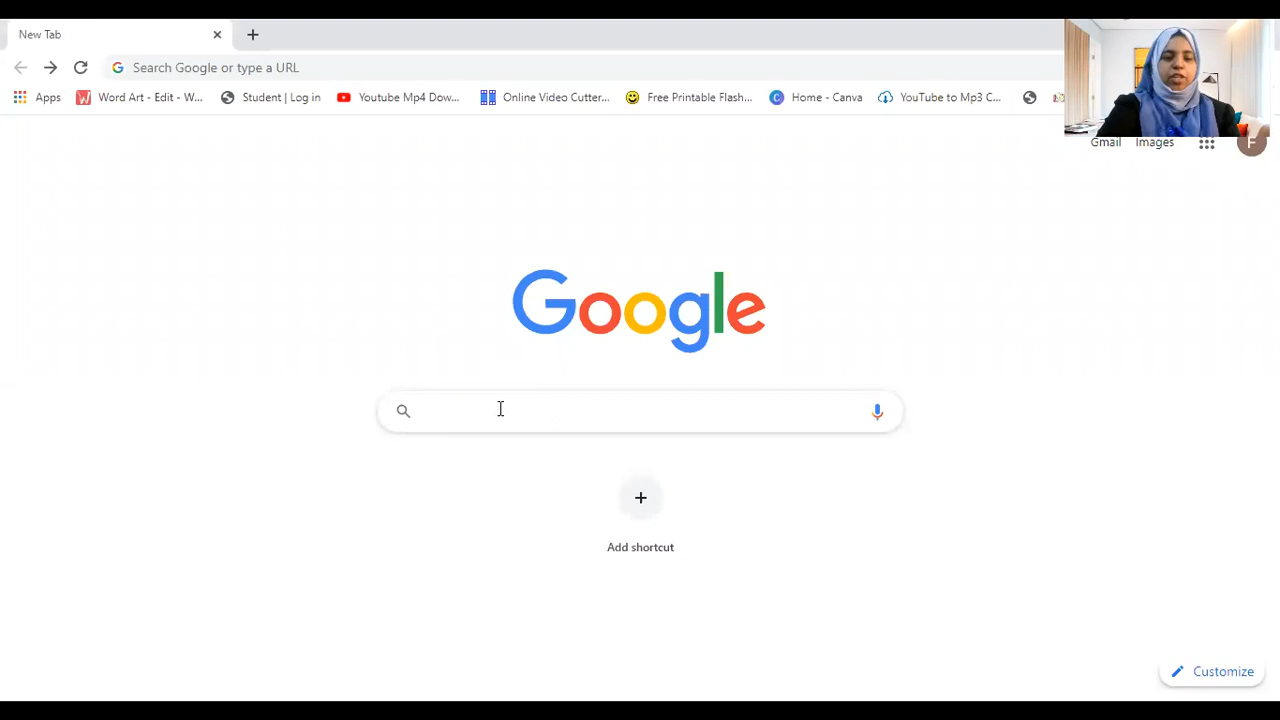 New Tab
Search Google or type a URL
Apps
Word Art - Edit - W...
Student | Log in
Youtube Mp4 Dow...
Online Video Cutter...
Free Printable Flash...
Home - Canva
YouTube to Mp3 C...
Gmail
Images
F
Google
Add shortcut
Customize